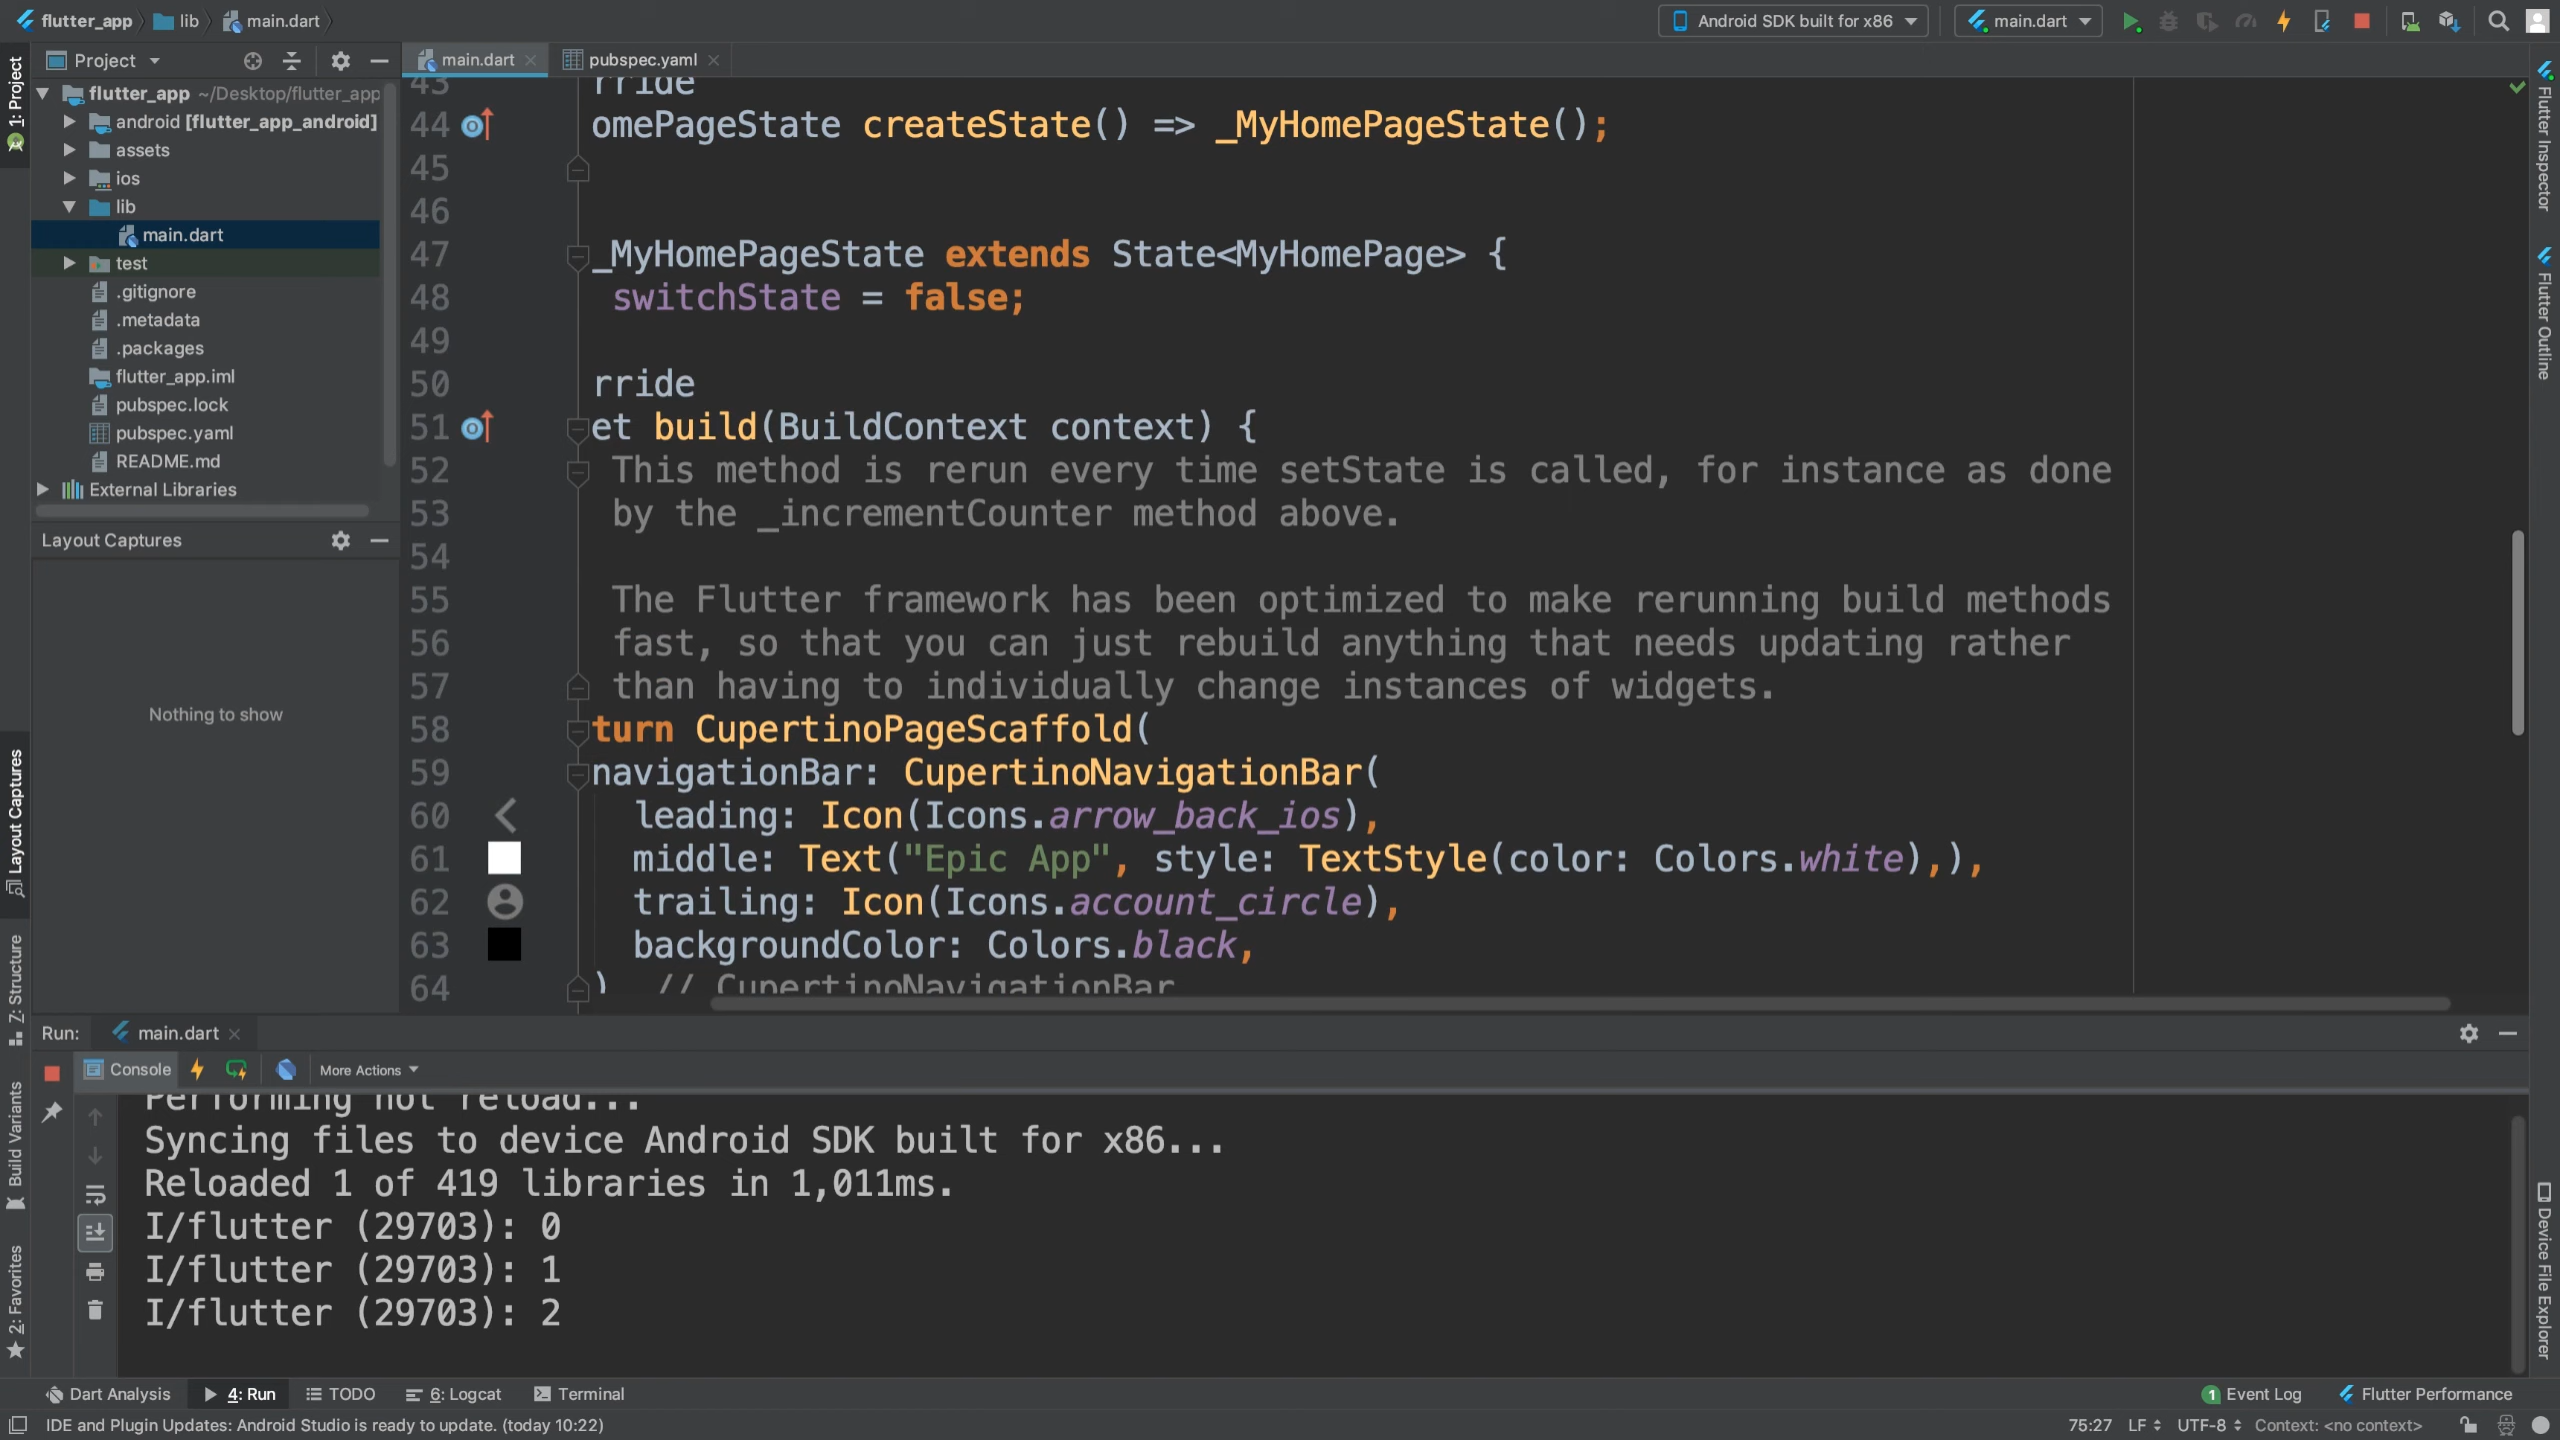 flutter_app
lib
main.dart
Android SDK built for x86
main.dart
Project
main.dart
pubspec.yaml
1: Project
flutter_app ~/Desktop/flutter_app
android [flutter_app_android]
assets
ios
lib
main.dart
test
.gitignore
.metadata
.packages
flutter_app.iml
pubspec.lock
pubspec.yaml
README.md
External Libraries
Layout Captures
Nothing to show
Layout Captures
Z: Structure
Build Variants
2: Favorites
43 rride
44 omePageState createState() => _MyHomePageState();
45
46
47 _MyHomePageState extends State<MyHomePage> {
48 switchState = false;
49
50 rride
51 et build(BuildContext context) {
52 This method is rerun every time setState is called, for instance as done
53 by the _incrementCounter method above.
54
55 The Flutter framework has been optimized to make rerunning build methods
56 fast, so that you can just rebuild anything that needs updating rather
57 than having to individually change instances of widgets.
58 turn CupertinoPageScaffold(
59 navigationBar: CupertinoNavigationBar(
60 leading: Icon(Icons.arrow_back_ios),
61 middle: Text("Epic App", style: TextStyle(color: Colors.white),),
62 trailing: Icon(Icons.account_circle),
63 backgroundColor: Colors.black,
64 ) // CupertinoNavigationBar
Flutter Inspector
Flutter Outline
Device File Explorer
Run: main.dart
Console
More Actions
Performing hot reload...
Syncing files to device Android SDK built for x86...
Reloaded 1 of 419 libraries in 1,011ms.
I/flutter (29703): 0
I/flutter (29703): 1
I/flutter (29703): 2
Dart Analysis
4: Run
TODO
6: Logcat
Terminal
1 Event Log
Flutter Performance
IDE and Plugin Updates: Android Studio is ready to update. (today 10:22)
75:27 LF UTF-8 Context: <no context>